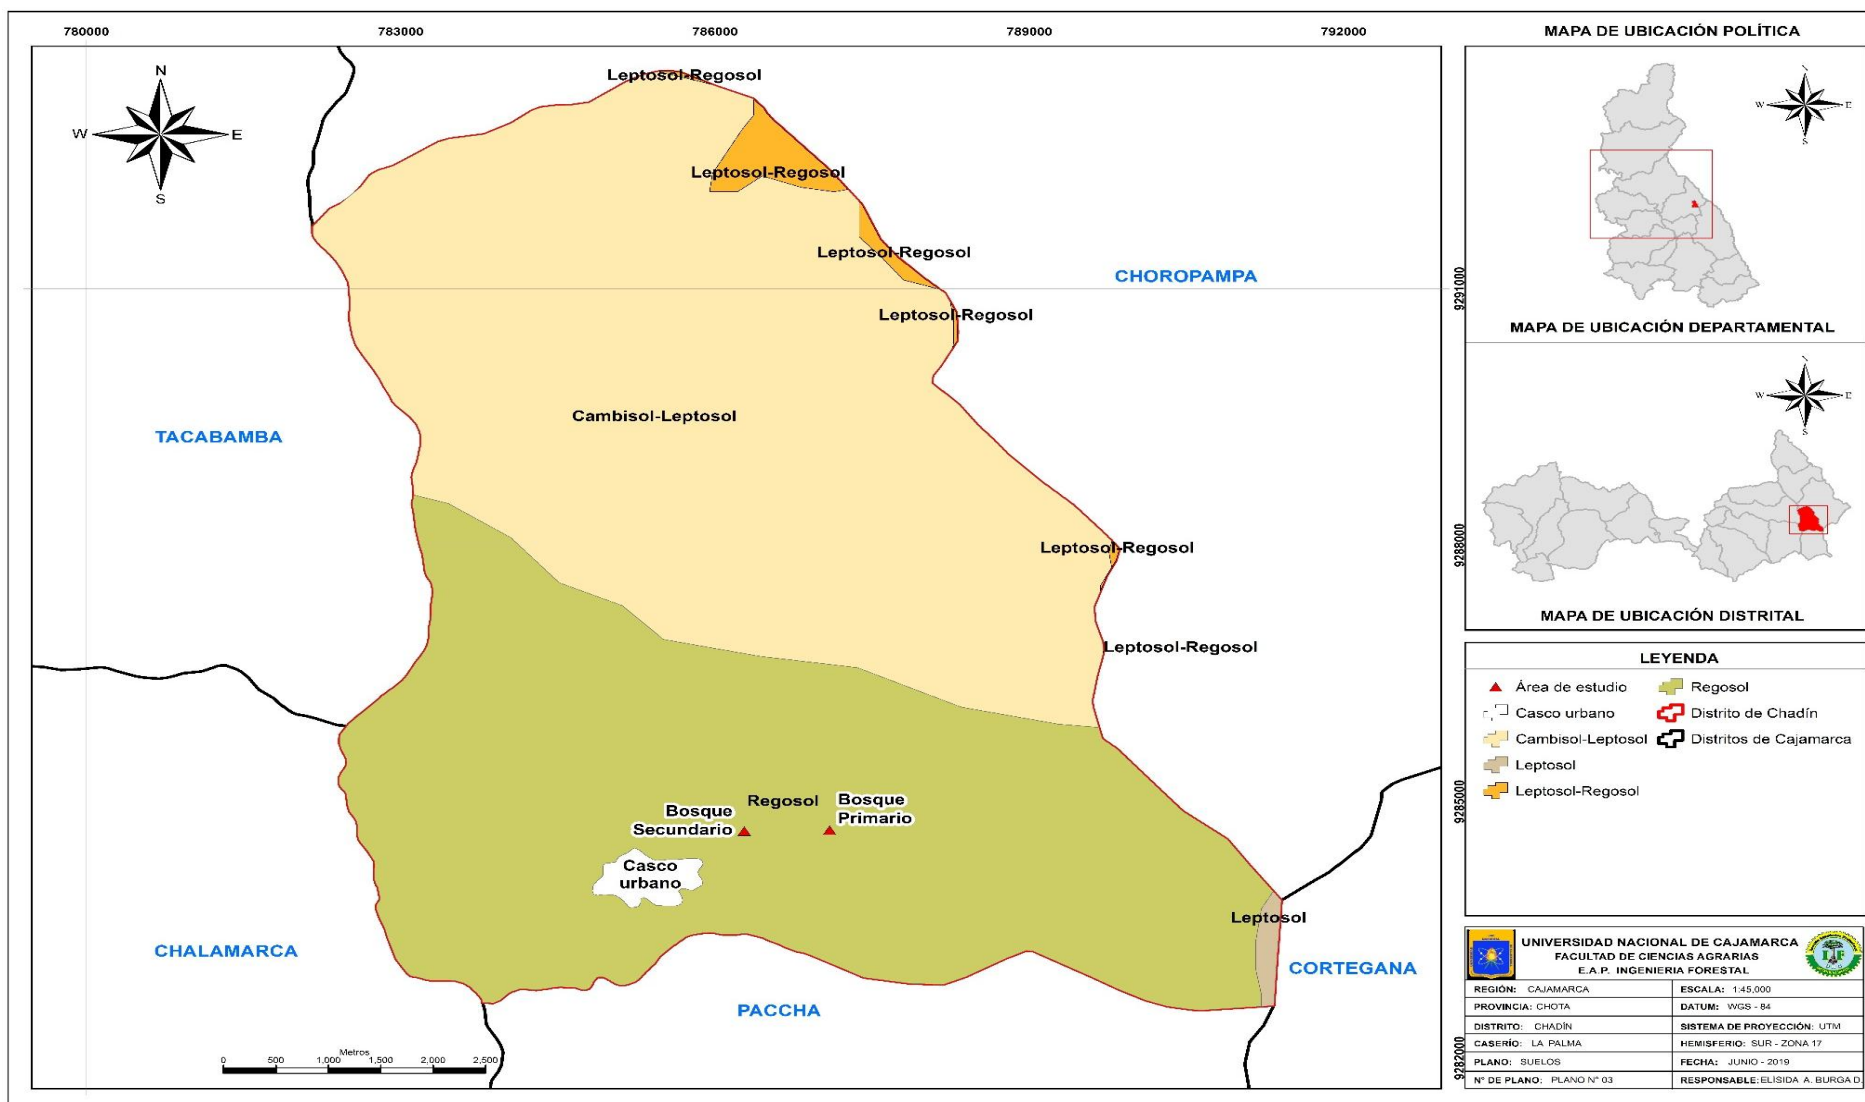 780000
783000
786000
789000
792000
N
W
E
S
Leptosol-Regosol
Leptosol-Regosol
Leptosol-Regosol
CHOROPAMPA
9291000
Leptosol-Regosol
Cambisol-Leptosol
TACABAMBA
Leptosol-Regosol
9288000
Leptosol-Regosol
Regosol
Bosque
Secundario
Bosque
Primario
9285000
Casco
urbano
Leptosol
CHALAMARCA
CORTEGANA
PACCHA
9282000
Metros
0 500 1,000 1,500 2,000 2,500
MAPA DE UBICACIÓN POLÍTICA
N
W
E
S
MAPA DE UBICACIÓN DEPARTAMENTAL
N
W
E
S
MAPA DE UBICACIÓN DISTRITAL
LEYENDA
Área de estudio
Casco urbano
Cambisol-Leptosol
Leptosol
Leptosol-Regosol
Regosol
Distrito de Chadín
Distritos de Cajamarca
UNIVERSIDAD NACIONAL DE CAJAMARCA
FACULTAD DE CIENCIAS AGRARIAS
E.A.P. INGENIERIA FORESTAL
REGIÓN: CAJAMARCA
ESCALA: 1:45,000
PROVINCIA: CHOTA
DATUM: WGS - 84
DISTRITO: CHADÍN
SISTEMA DE PROYECCIÓN: UTM
CASERÍO: LA PALMA
HEMISFERIO: SUR - ZONA 17
PLANO: SUELOS
FECHA: JUNIO - 2019
N° DE PLANO: PLANO N° 03
RESPONSABLE: ELISIDA A. BURGA D.